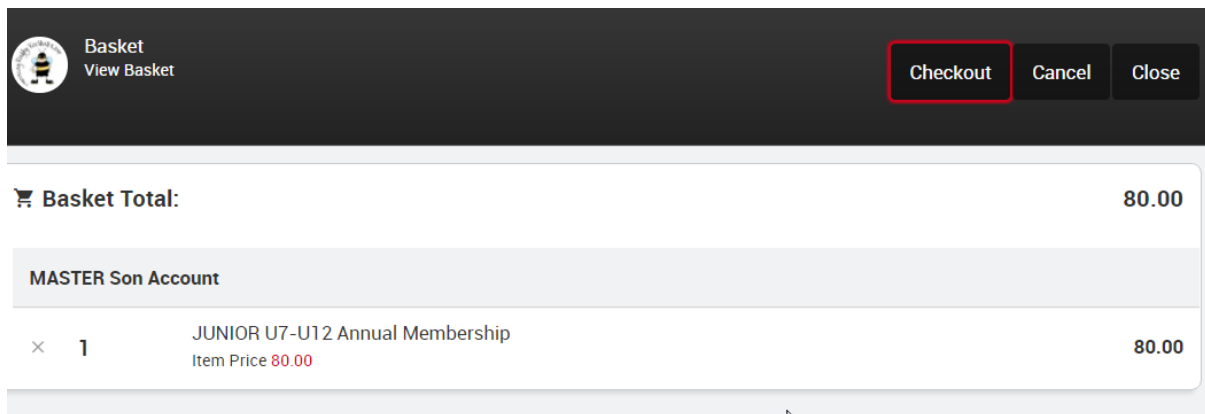 Basket
View Basket
Checkout Cancel Close
Basket Total: 80.00
MASTER Son Account
× 1 JUNIOR U7-U12 Annual Membership 80.00
Item Price 80.00